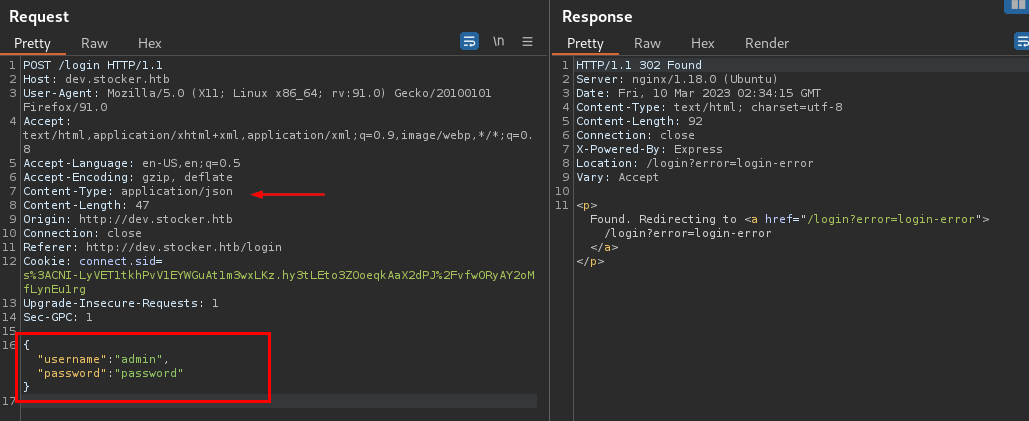 Request
Pretty Raw Hex
\n
1 POST /login HTTP/1.1
2 Host: dev.stocker.htb
3 User-Agent: Mozilla/5.0 (X11; Linux x86_64; rv:91.0) Gecko/20100101
Firefox/91.0
4 Accept:
text/html,application/xhtml+xml,application/xml;q=0.9,image/webp,*/*;q=0.
8
5 Accept-Language: en-US,en;q=0.5
6 Accept-Encoding: gzip, deflate
7 Content-Type: application/json
8 Content-Length: 47
9 Origin: http://dev.stocker.htb
10 Connection: close
11 Referer: http://dev.stocker.htb/login
12 Cookie: connect.sid=
s%3ACNI-LyVET1tkhPvV1EYWGuAt1m3wxLKz.hy3tLEto3ZOoeqkAaX2dPJ%2FvfwORyAY2oM
fLynEu1rg
13 Upgrade-Insecure-Requests: 1
14 Sec-GPC: 1
15
16 {
"username":"admin",
"password":"password"
}
17
Response
Pretty Raw Hex Render
1 HTTP/1.1 302 Found
2 Server: nginx/1.18.0 (Ubuntu)
3 Date: Fri, 10 Mar 2023 02:34:15 GMT
4 Content-Type: text/html; charset=utf-8
5 Content-Length: 92
6 Connection: close
7 X-Powered-By: Express
8 Location: /login?error=login-error
9 Vary: Accept
10
11 <p>
Found. Redirecting to <a href="/login?error=login-error">
/login?error=login-error
</a>
</p>